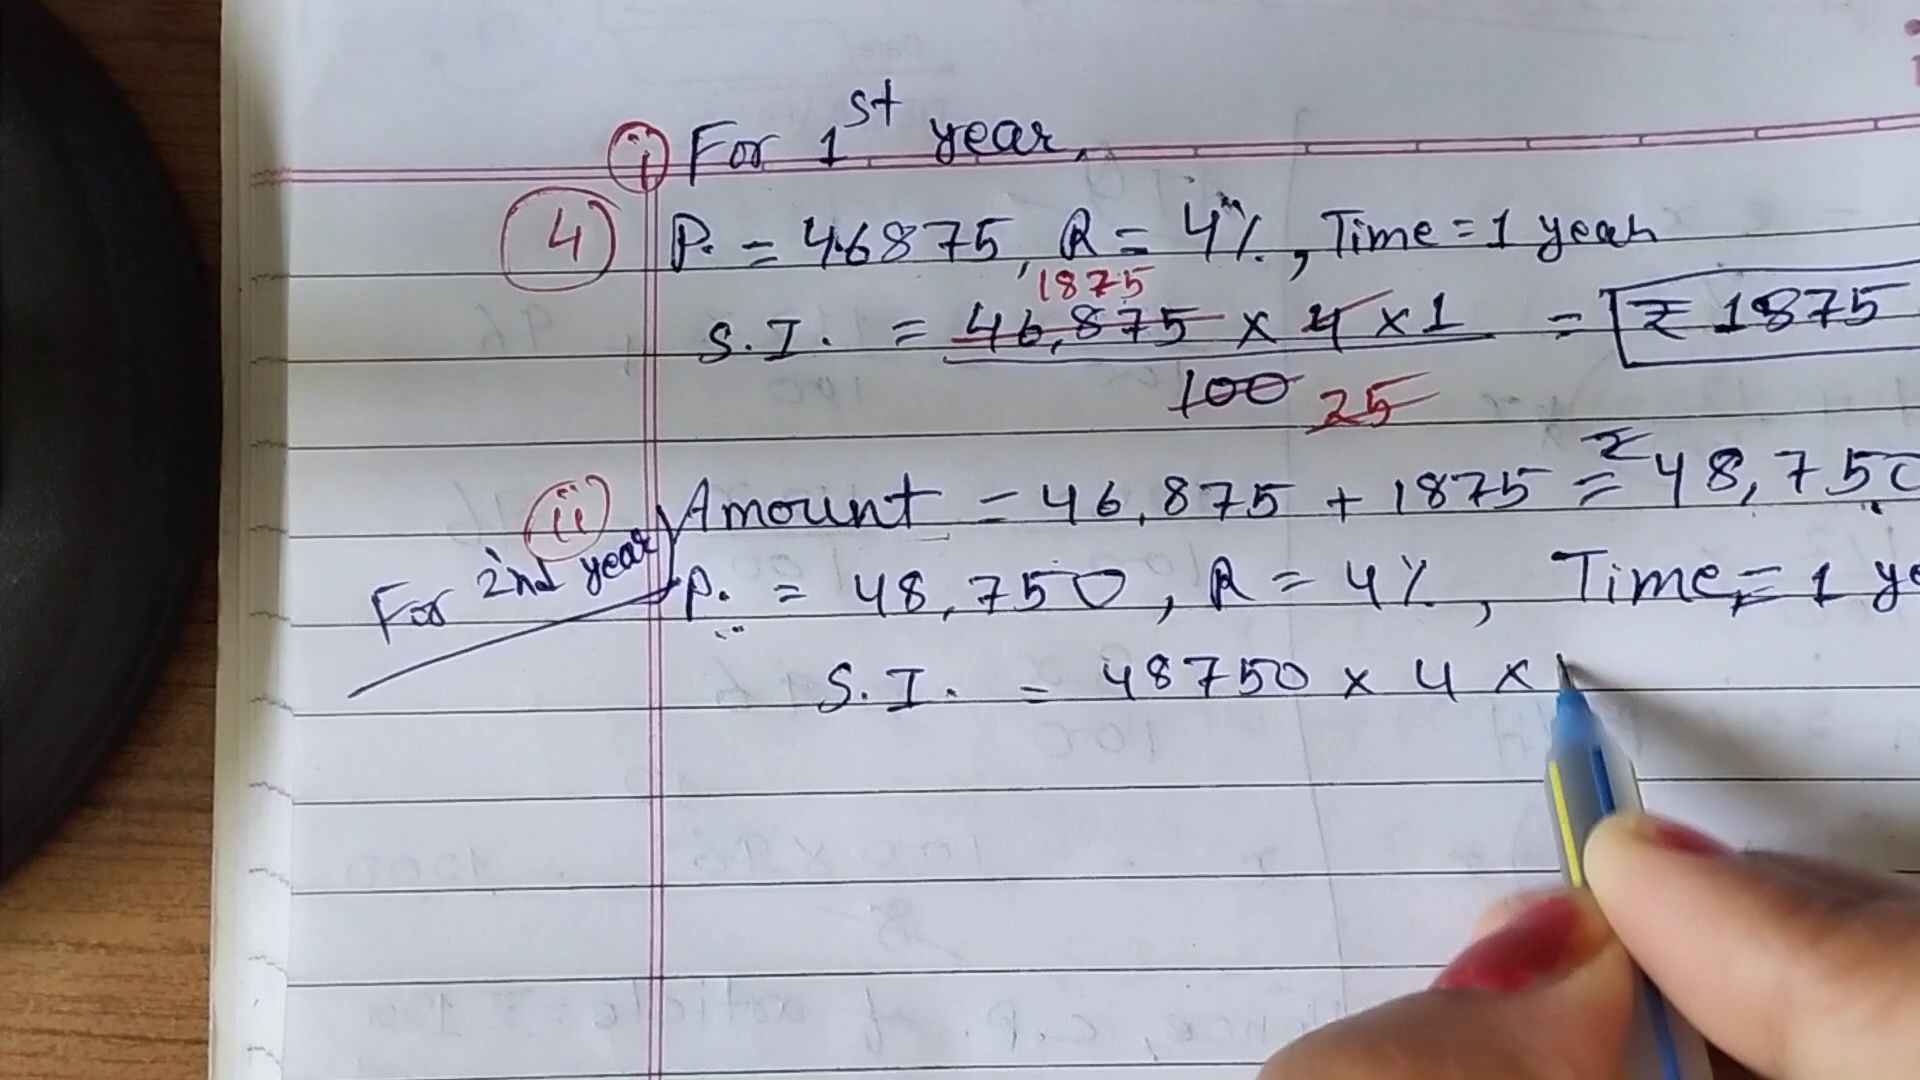 (i) For 1st year,
(4) P. = 46875, R = 4%, Time = 1 year
1875
S.I. = 46,875 x 4 x 1 = ₹ 1875
100 25
(ii) Amount = 46,875 + 1875 = ₹ 48,750
For 2nd year P. = 48,750, R = 4%, Time = 1 ye
S.I. = 48750 x 4 x